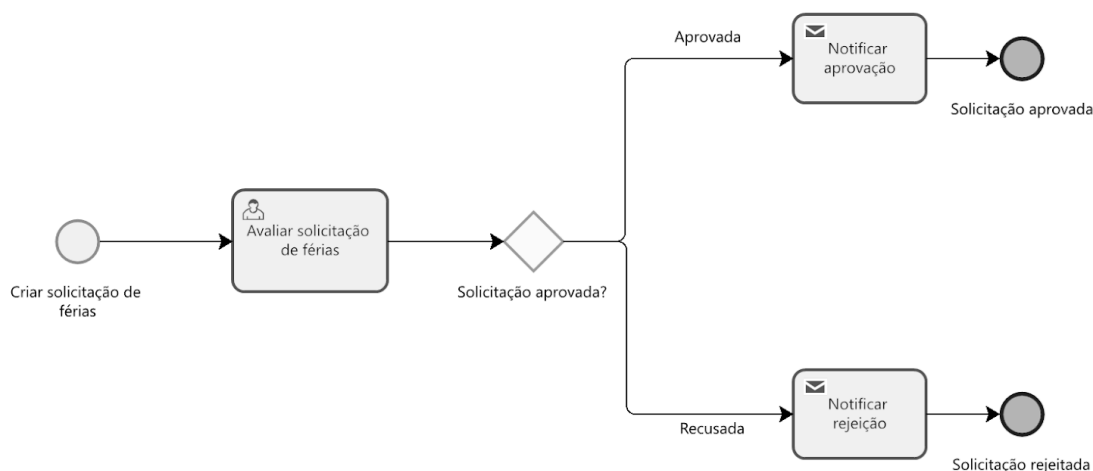 Criar solicitação de
férias
Avaliar solicitação
de férias
Solicitação aprovada?
Aprovada
Notificar
aprovação
Solicitação aprovada
Recusada
Notificar
rejeição
Solicitação rejeitada